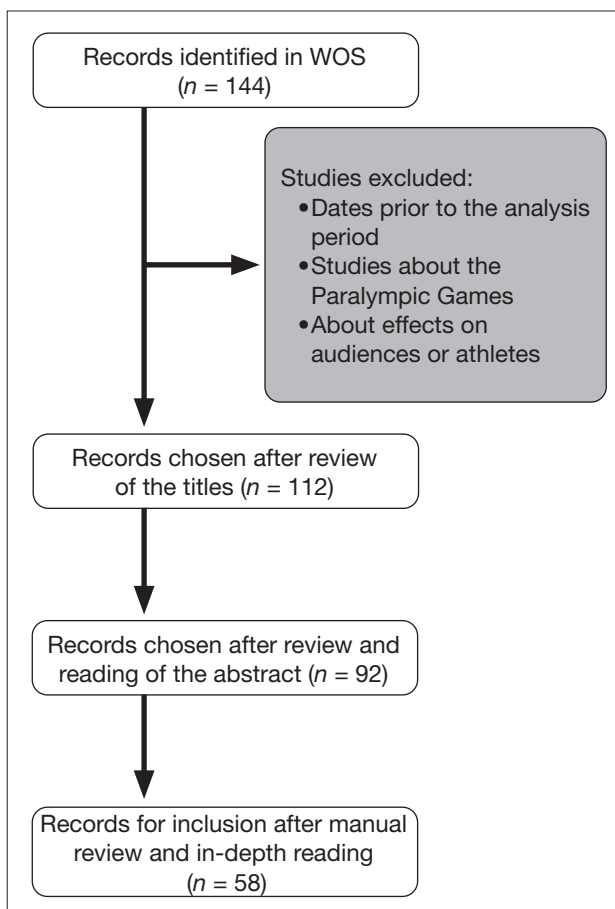 Records identified in WOS
(n = 144)
Studies excluded:
•Dates prior to the analysis
period
•Studies about the
Paralympic Games
•About effects on
audiences or athletes
Records chosen after review
of the titles (n = 112)
Records chosen after review and
reading of the abstract (n = 92)
Records for inclusion after manual
review and in-depth reading
(n = 58)